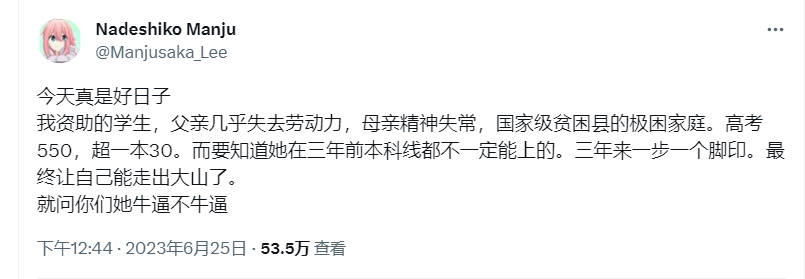 Nadeshiko Manju
@Manjusaka_Lee
今天真是好日子
我资助的学生，父亲几乎失去劳动力，母亲精神失常，国家级贫困县的极困家庭。高考
550，超一本30。而要知道她在三年前本科线都不一定能上的。三年来一步一个脚印。最
终让自己能走出大山了。
就问你们她牛逼不牛逼
下午12:44 · 2023年6月25日 · 53.5万 查看